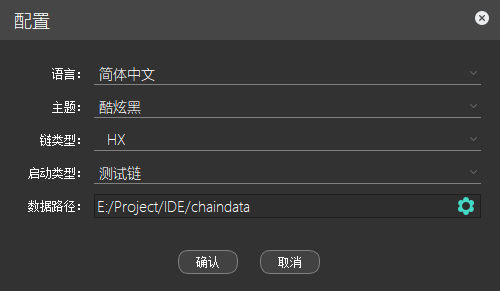 配置
语言： 简体中文
主题： 酷炫黑
链类型： HX
启动类型： 测试链
数据路径： E:/Project/IDE/chaindata
确认 取消